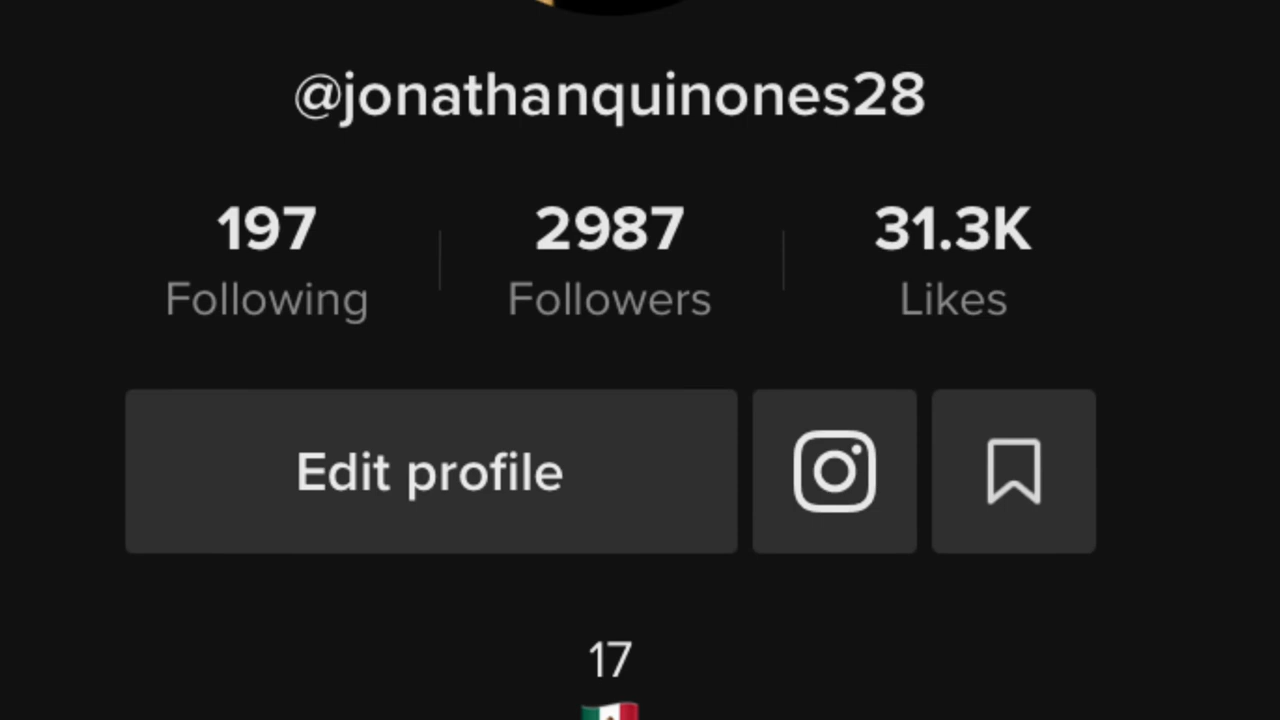 @jonathanquinones28
197 2987 31.3K
Following Followers Likes
Edit profile
17
🇲🇽